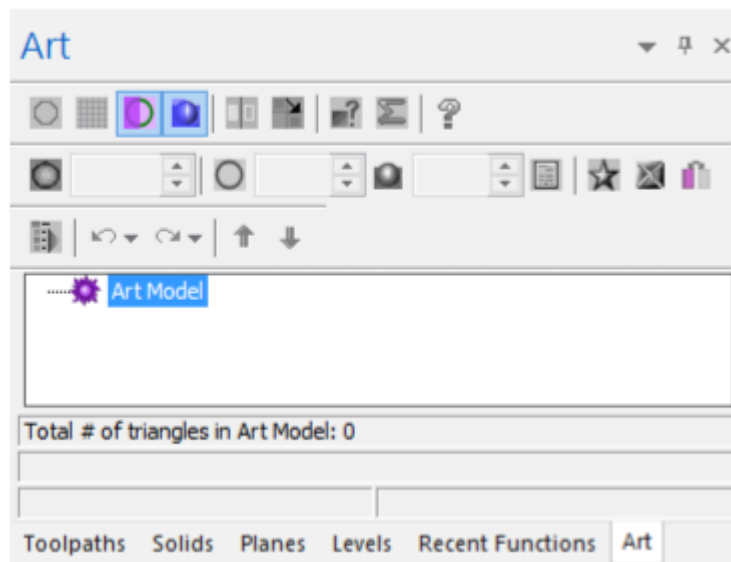 Art
Art Model
Total # of triangles in Art Model: 0
Toolpaths Solids Planes Levels Recent Functions Art